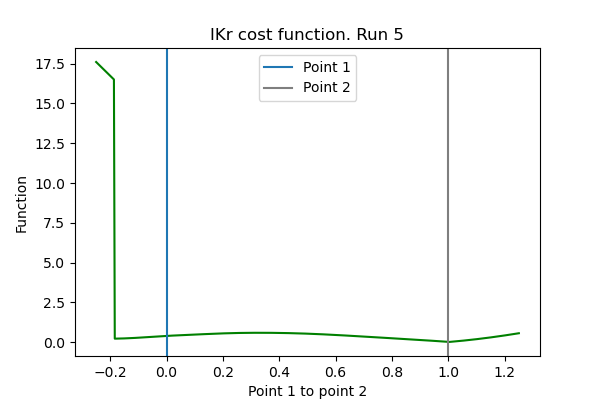 IKr cost function. Run 5
Point 1
Point 2
17.5
15.0
12.5
10.0
7.5
5.0
2.5
0.0
Function
−0.2 0.0 0.2 0.4 0.6 0.8 1.0 1.2
Point 1 to point 2